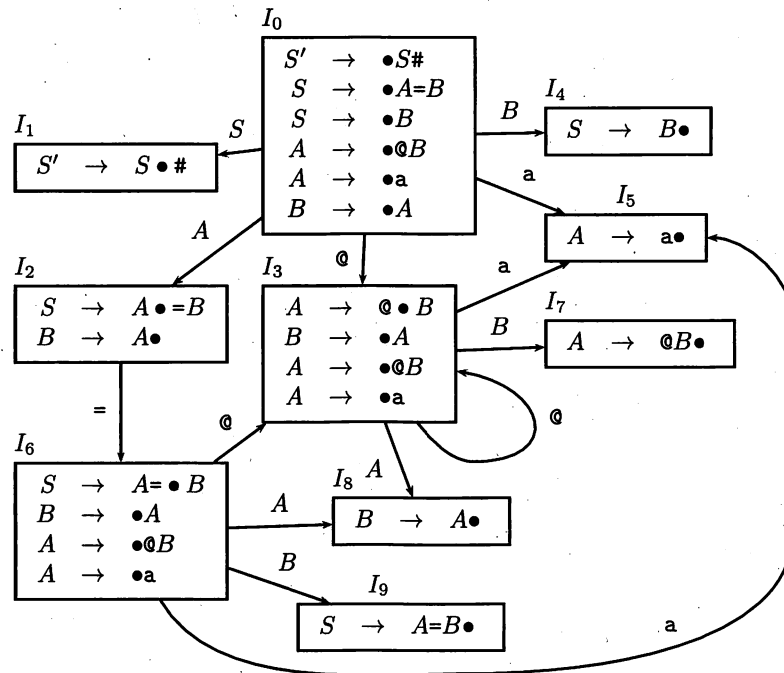 I₀
S′ → •S#
S → •A=B
S → •B
A → •@B
A → •a
B → •A
I₁
S′ → S•#
S
B
I₄
S → B•
a
I₅
A → a•
A
@
a
I₂
S → A•=B
B → A•
I₃
A → @•B
B → •A
A → •@B
A → •a
B
I₇
A → @B•
=
@
@
I₆
S → A=•B
B → •A
A → •@B
A → •a
A
A
I₈
B → A•
B
I₉
S → A=B•
a